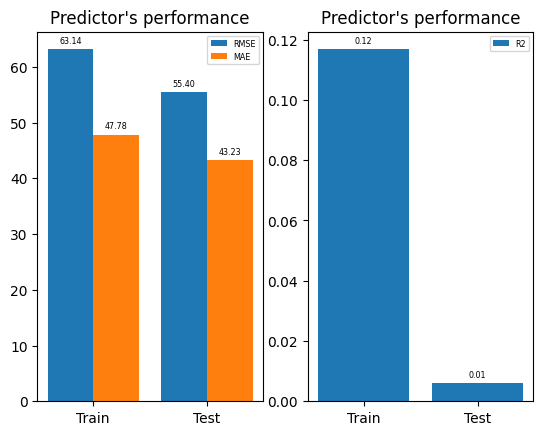 Predictor's performance
RMSE
MAE
63.14
47.78
55.40
43.23
60
50
40
30
20
10
0
Train
Test
Predictor's performance
R2
0.12
0.01
0.12
0.10
0.08
0.06
0.04
0.02
0.00
Train
Test